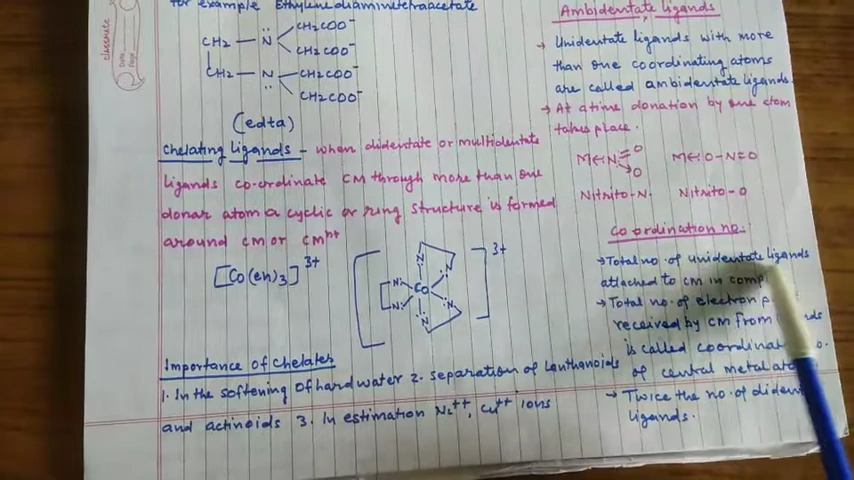 for example Ethylenediaminetetraacetate
CH2 — N̈ CH2COO⁻
CH2COO⁻
CH2 — N̈ CH2COO⁻
CH2COO⁻
(edta)
Chelating Ligands - when didentate or multidentate
ligands co-ordinate CM through more than one
donar atom a cyclic or ring structure is formed
around CM or CMⁿ⁺
[Co(en)3]³⁺
[ N N N N N N Co ]³⁺
Importance of Chelates
1. In the softening of hard water 2. Separation of Lanthanoids
and actinoids 3. In estimation Ni⁺⁺, Cu⁺⁺ ions
Ambidentate ligands
→ Unidentate ligands with more
than one coordinating atoms
are called ambidentate ligands.
→ At a time donation by one atom
takes place.
M←N=O →O M←O-N=O
Nitrito-N. Nitrito-O
Coordination no.
→ Total no. of unidentate ligands
attached to CM in
→ Total no. of electron
received by CM from
is called
of central metal
→ Twice the no. of
ligands.
classmate
Date
Page